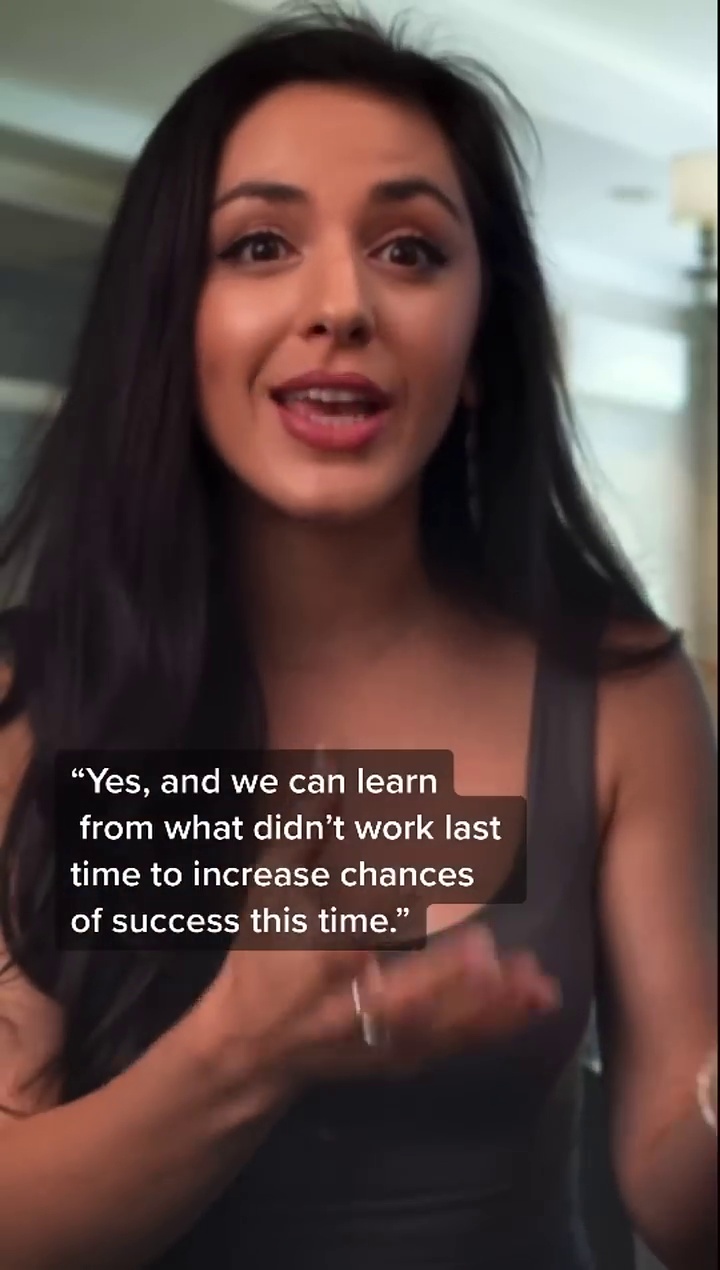 “Yes, and we can learn
from what didn’t work last
time to increase chances
of success this time.”